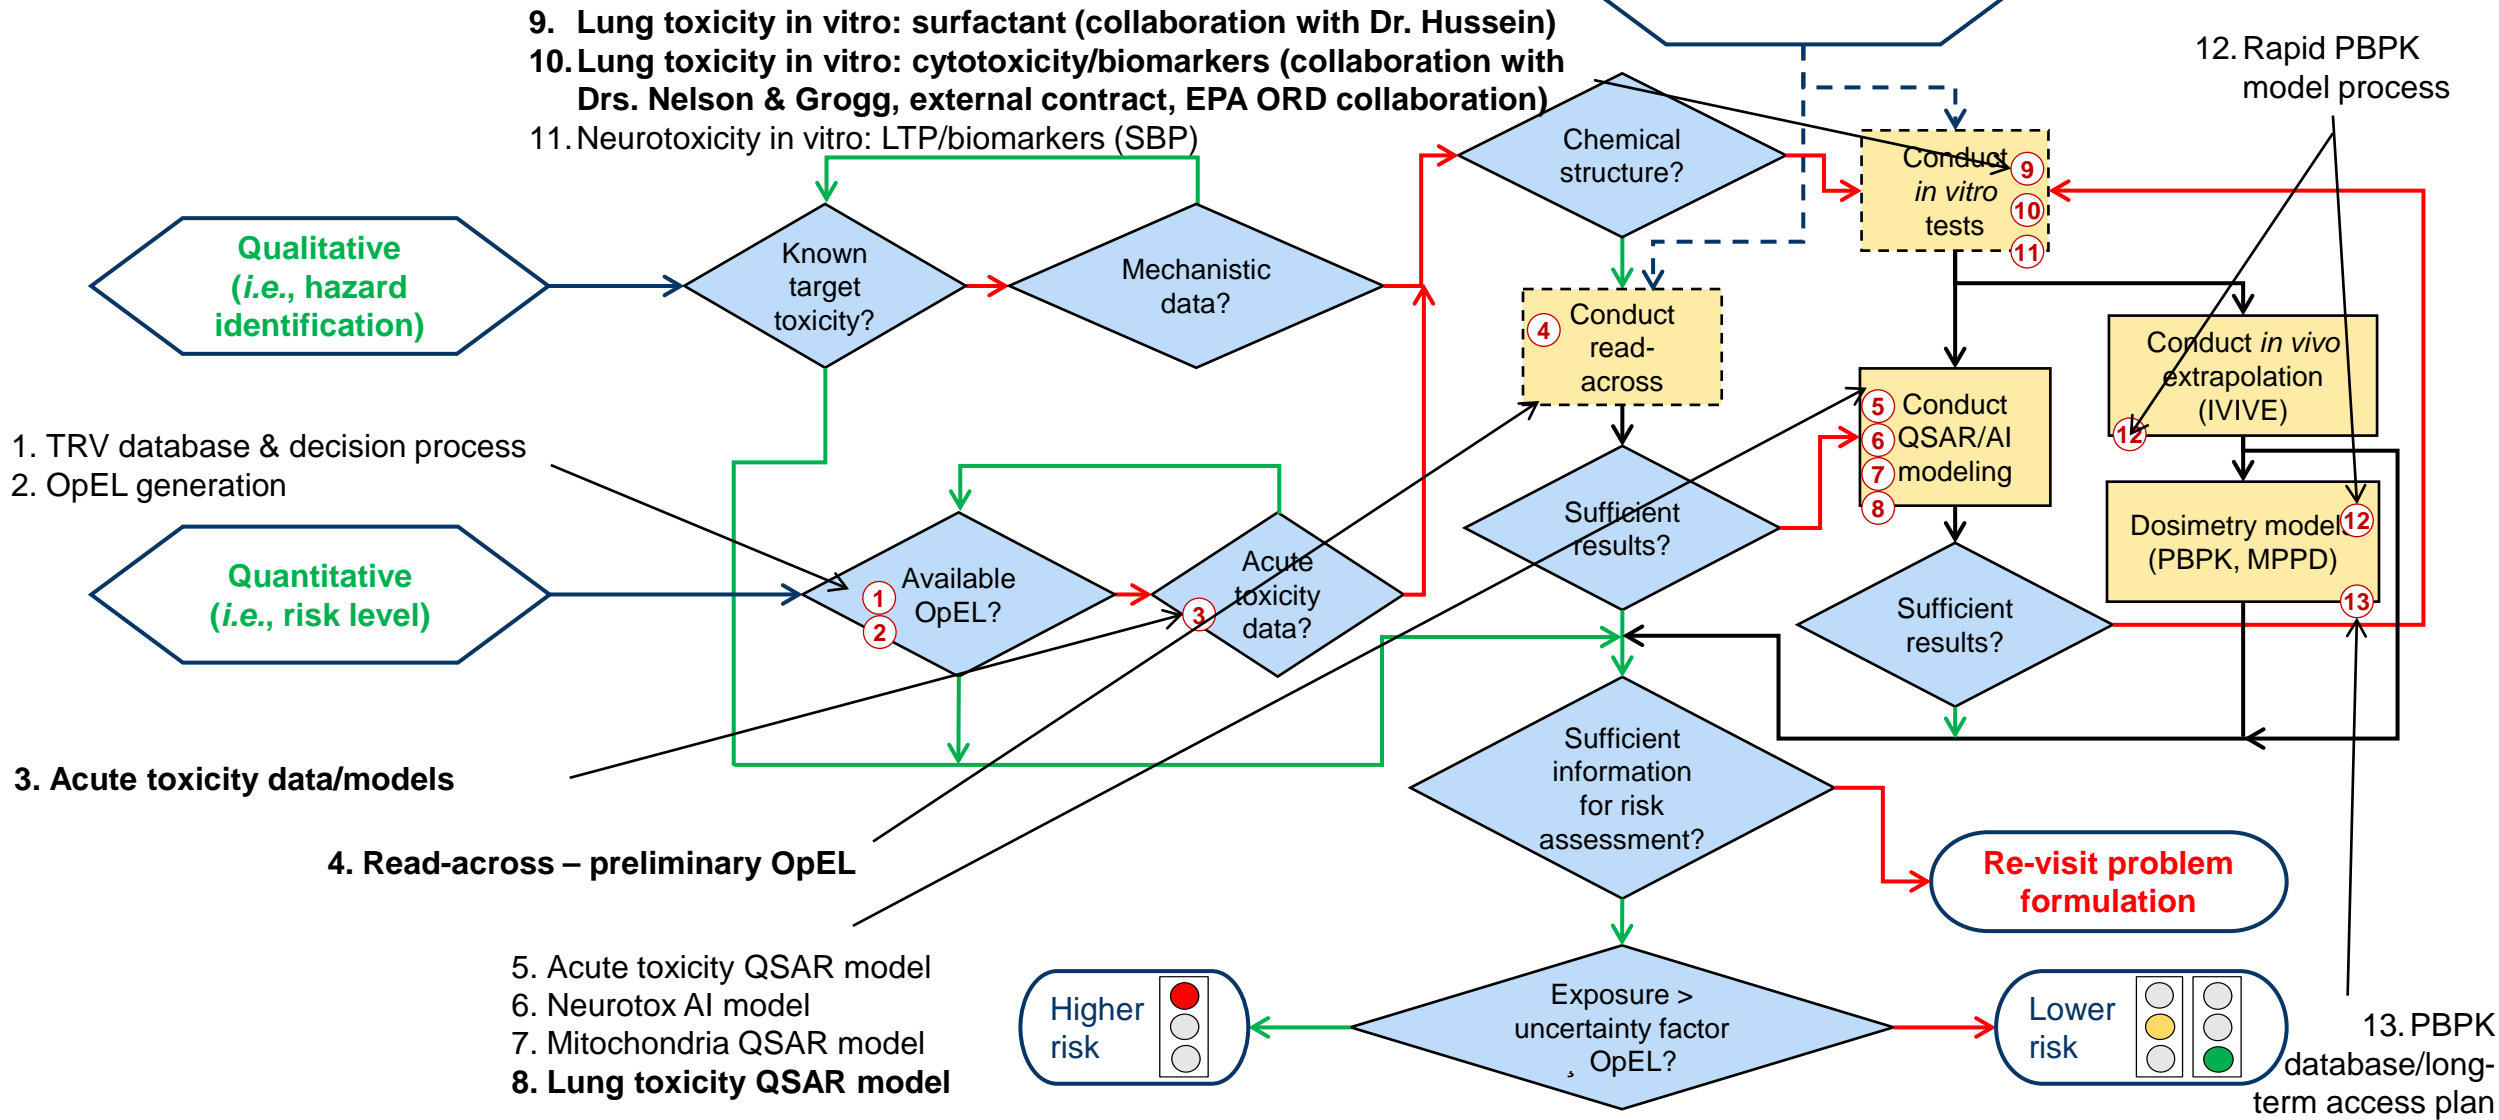 9. Lung toxicity in vitro: surfactant (collaboration with Dr. Hussein)
10. Lung toxicity in vitro: cytotoxicity/biomarkers (collaboration with
Drs. Nelson & Grogg, external contract, EPA ORD collaboration)
11. Neurotoxicity in vitro: LTP/biomarkers (SBP)
12. Rapid PBPK
model process
Chemical
structure?
Conduct
in vitro
tests
9
10
11
Qualitative
(i.e., hazard
identification)
Known
target
toxicity?
Mechanistic
data?
4
Conduct
read-
across
Conduct in vivo
extrapolation
(IVIVE)
12
1. TRV database & decision process
2. OpEL generation
5
6
7
8
Conduct
QSAR/AI
modeling
Sufficient
results?
Dosimetry model
(PBPK, MPPD)
12
13
Quantitative
(i.e., risk level)
1
2
Available
OpEL?
3
Acute
toxicity
data?
Sufficient
results?
3. Acute toxicity data/models
Sufficient
information
for risk
assessment?
4. Read-across – preliminary OpEL
Re-visit problem
formulation
5. Acute toxicity QSAR model
6. Neurotox AI model
7. Mitochondria QSAR model
8. Lung toxicity QSAR model
Higher
risk
Exposure >
uncertainty factor
¸ OpEL?
Lower
risk
13. PBPK
database/long-
term access plan